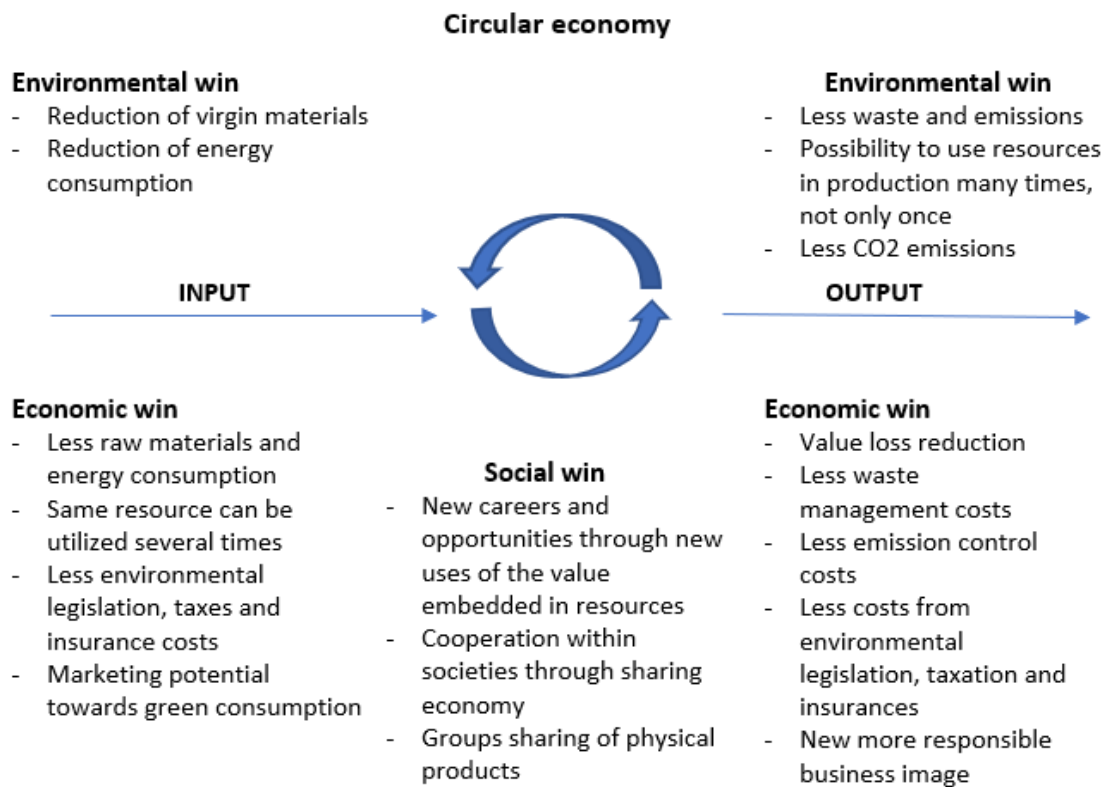 Circular economy
Environmental win
- Reduction of virgin materials
- Reduction of energy
consumption
Environmental win
- Less waste and emissions
- Possibility to use resources
in production many times,
not only once
- Less CO2 emissions
INPUT
OUTPUT
Economic win
- Less raw materials and
energy consumption
- Same resource can be
utilized several times
- Less environmental
legislation, taxes and
insurance costs
- Marketing potential
towards green consumption
Social win
- New careers and
opportunities through new
uses of the value
embedded in resources
- Cooperation within
societies through sharing
economy
- Groups sharing of physical
products
Economic win
- Value loss reduction
- Less waste
management costs
- Less emission control
costs
- Less costs from
environmental
legislation, taxation and
insurances
- New more responsible
business image